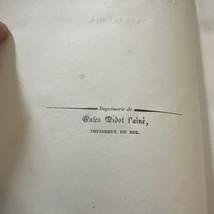 Imprimerie de
Jules Didot l'aîné,
IMPRIMEUR DU ROI.